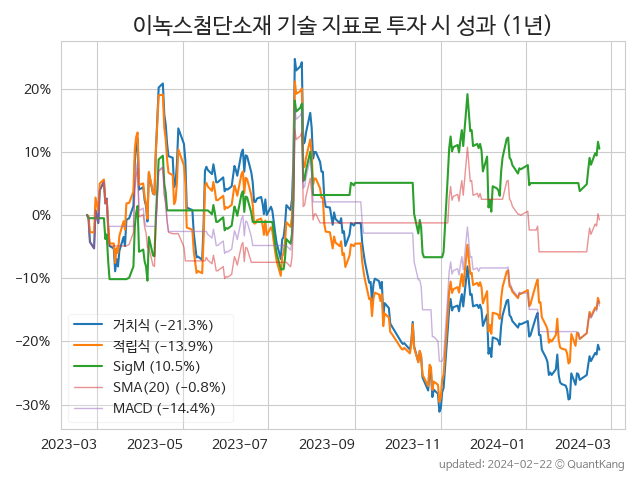 이녹스첨단소재 기술 지표로 투자 시 성과 (1년)
20%
10%
0%
−10%
−20%
−30%
거치식 (−21.3%)
적립식 (−13.9%)
SigM (10.5%)
SMA(20) (−0.8%)
MACD (−14.4%)
2023-03 2023-05 2023-07 2023-09 2023-11 2024-01 2024-03
updated: 2024-02-22 © QuantKang